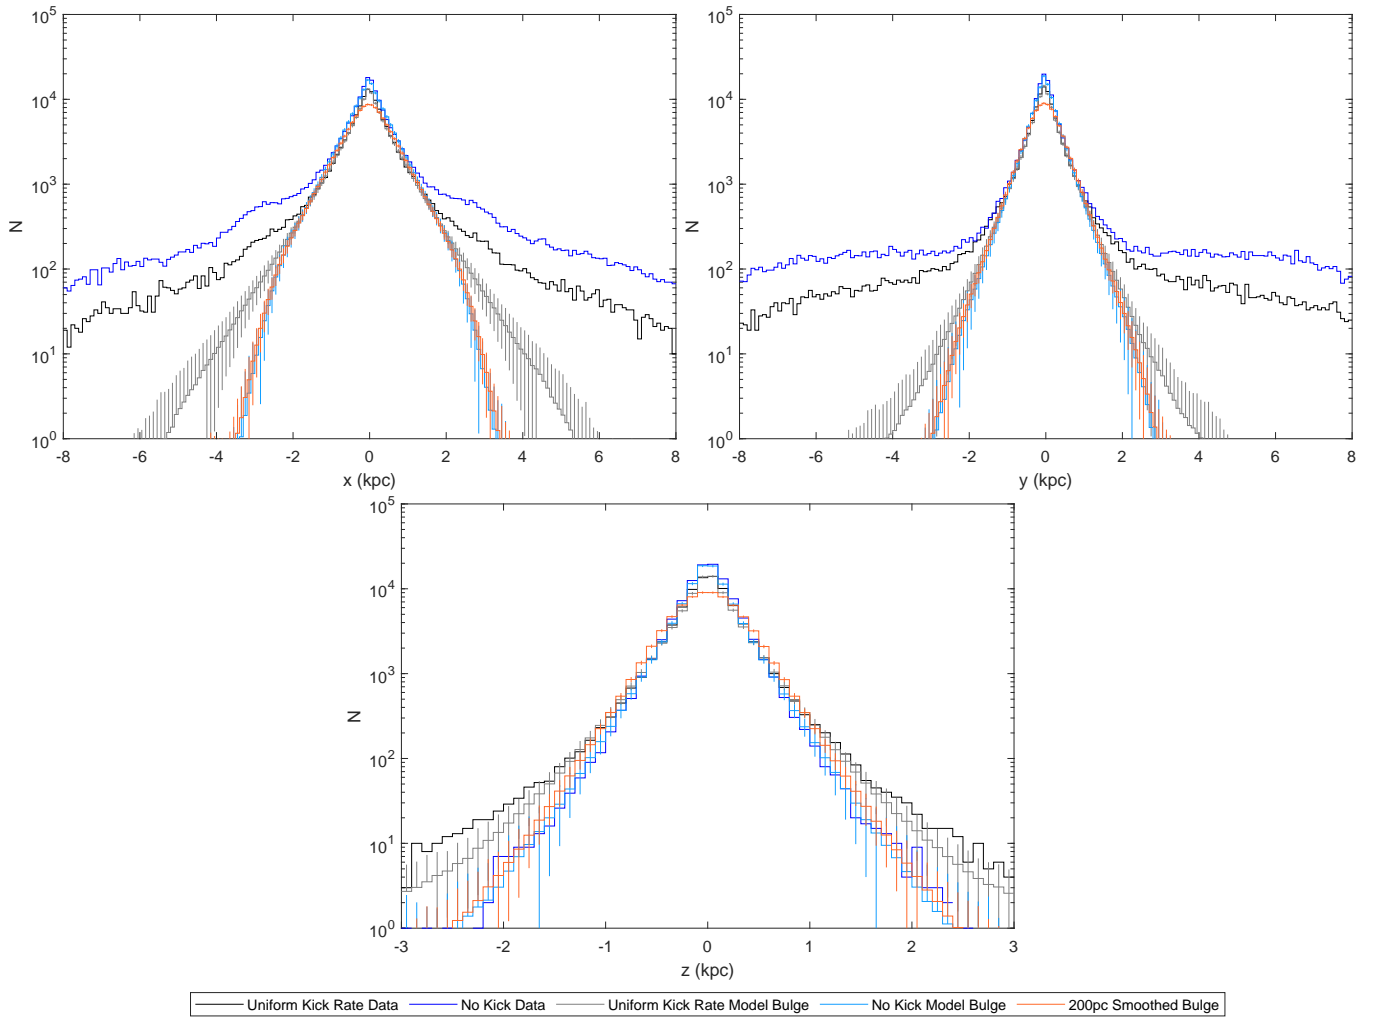 10^5
10^4
10^3
10^2
10^1
10^0
N
-8 -6 -4 -2 0 2 4 6 8
x (kpc)
10^5
10^4
10^3
10^2
10^1
10^0
N
-8 -6 -4 -2 0 2 4 6 8
y (kpc)
10^5
10^4
10^3
10^2
10^1
10^0
N
-3 -2 -1 0 1 2 3
z (kpc)
Uniform Kick Rate Data No Kick Data Uniform Kick Rate Model Bulge No Kick Model Bulge 200pc Smoothed Bulge